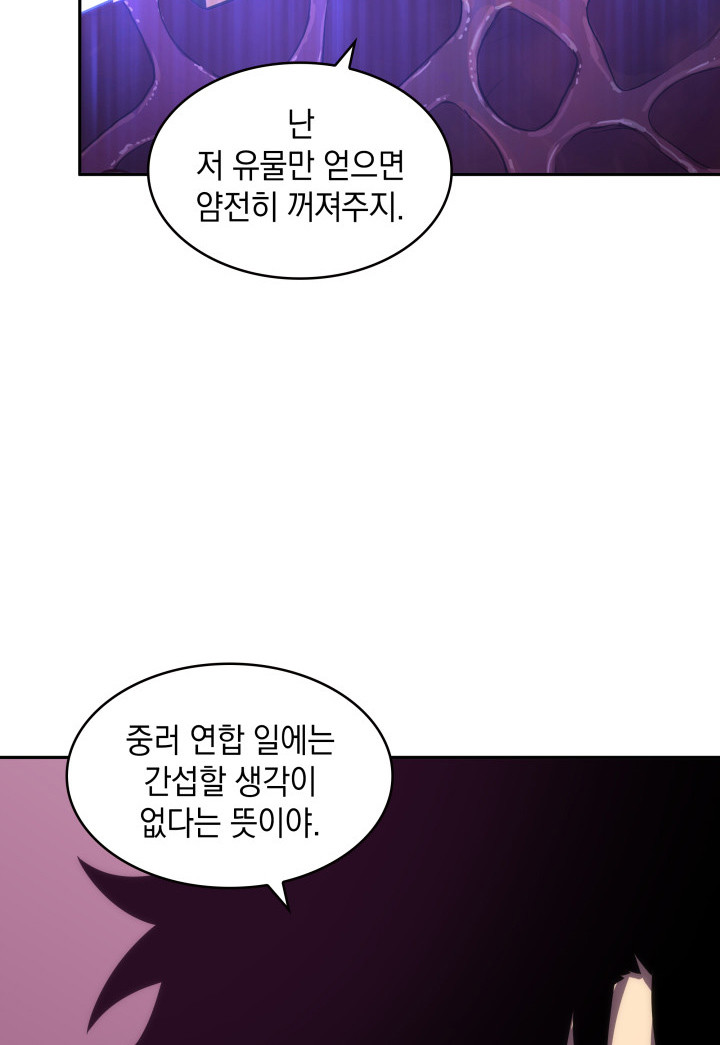 난
저 유물만 얻으면
얌전히 꺼져주지.
중러 연합 일에는
간섭할 생각이
없다는 뜻이야.